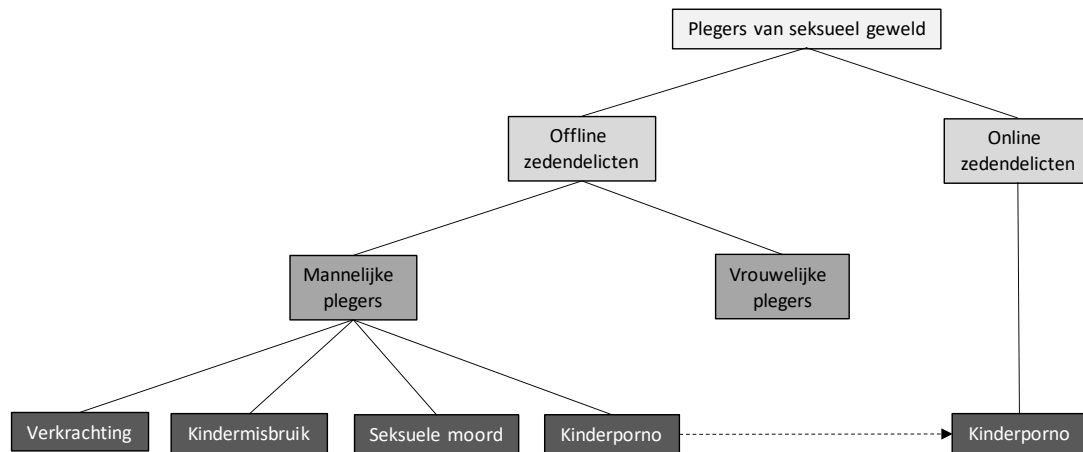 Plegers van seksueel geweld
Offline
zedendelicten
Online
zedendelicten
Mannelijke
plegers
Vrouwelijke
plegers
Verkrachting
Kindermisbruik
Seksuele moord
Kinderporno
Kinderporno